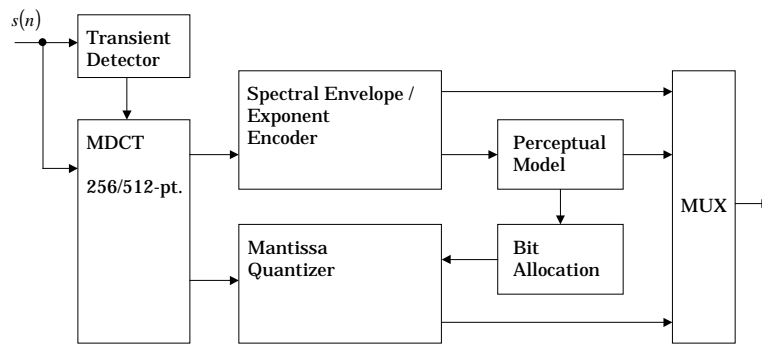 s(n)
Transient
Detector
MDCT
256/512-pt.
Spectral Envelope /
Exponent
Encoder
Perceptual
Model
MUX
Mantissa
Quantizer
Bit
Allocation